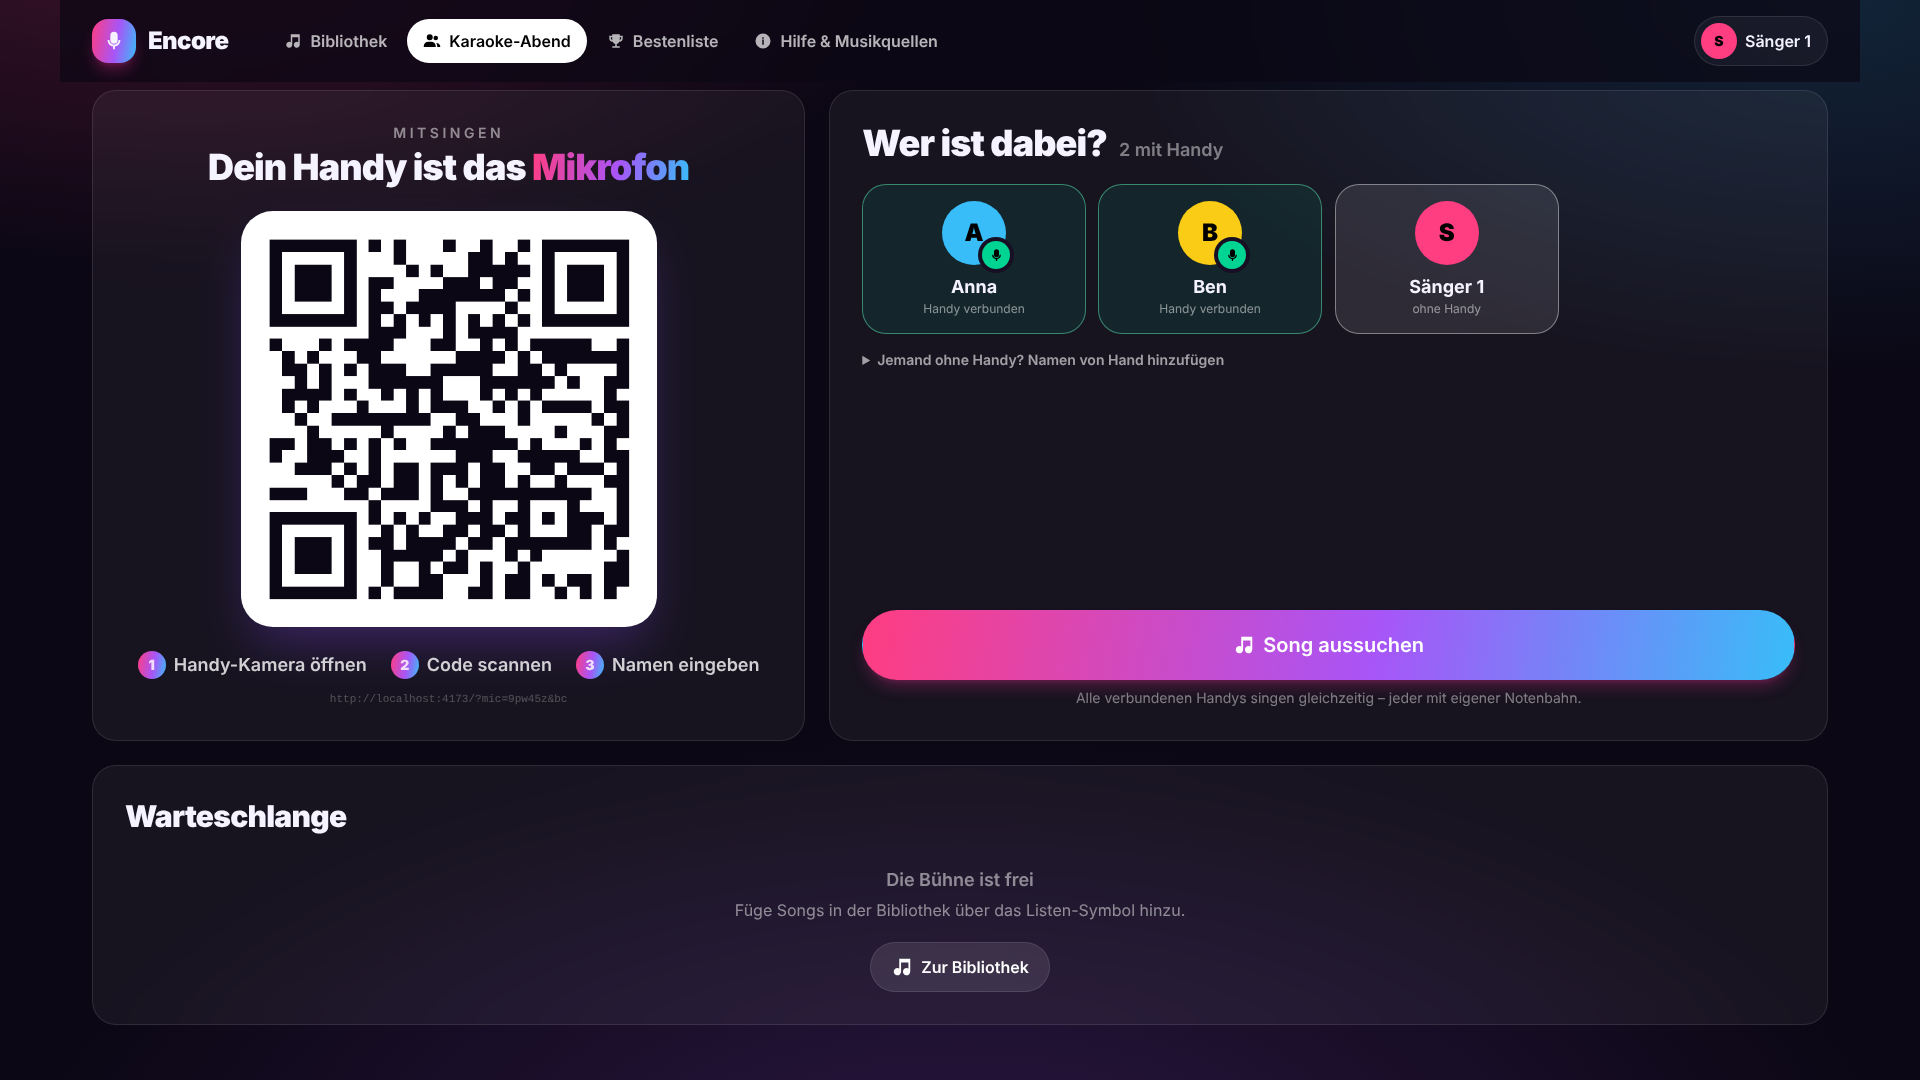 Encore
Bibliothek
Karaoke-Abend
Bestenliste
Hilfe & Musikquellen
S
Sänger 1
MITSINGEN
Dein Handy ist das Mikrofon
1 Handy-Kamera öffnen
2 Code scannen
3 Namen eingeben
http://localhost:4173/?mic=9pw45z&bc
Wer ist dabei? 2 mit Handy
A
Anna
Handy verbunden
B
Ben
Handy verbunden
S
Sänger 1
ohne Handy
Jemand ohne Handy? Namen von Hand hinzufügen
Song aussuchen
Alle verbundenen Handys singen gleichzeitig – jeder mit eigener Notenbahn.
Warteschlange
Die Bühne ist frei
Füge Songs in der Bibliothek über das Listen-Symbol hinzu.
Zur Bibliothek